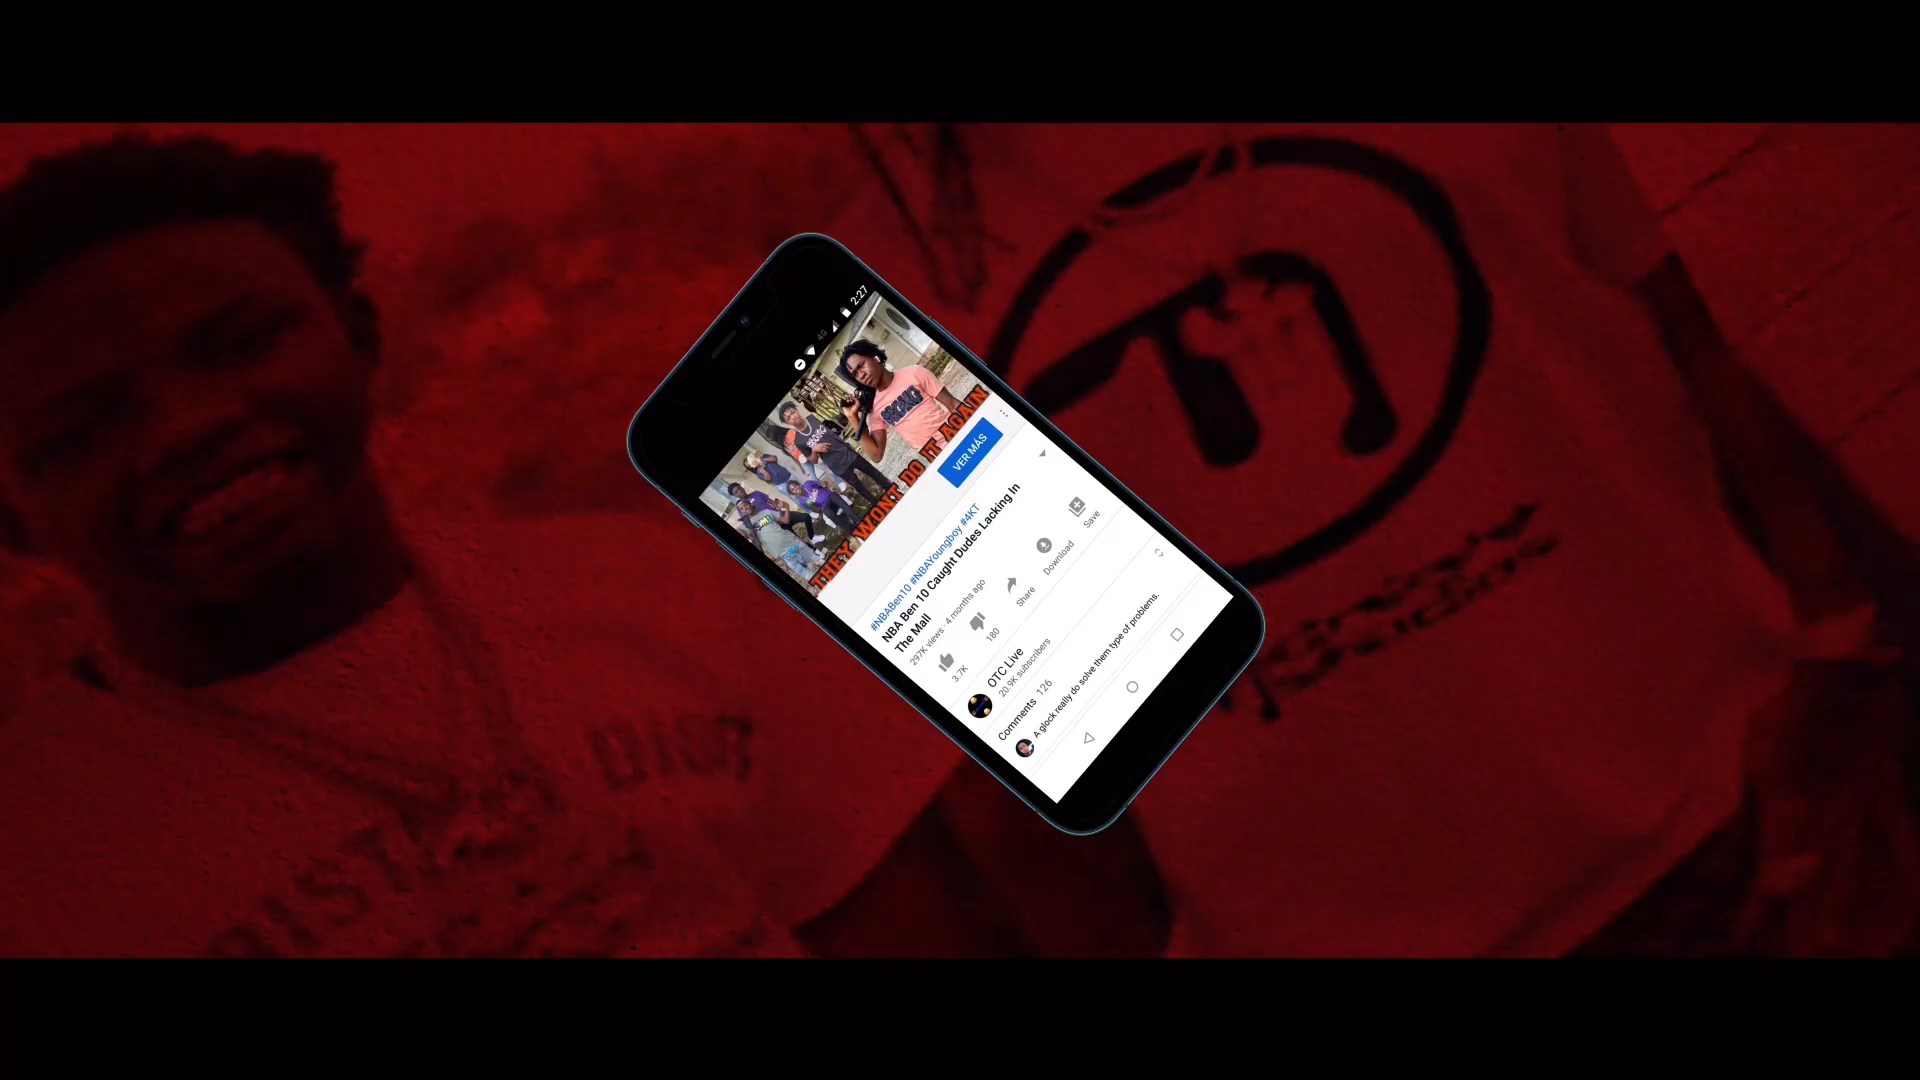 2:27
4G
THEY WONT DO IT AGAIN
VER MÁS
#NBABen10 #NBAYoungboy #4KT
NBA Ben 10 Caught Dudes Lacking In
The Mall
297K views · 4 months ago
3.7K
180
Share
Download
Save
OTC Live
20.9K subscribers
Comments 126
A glock really do solve them type of problems.